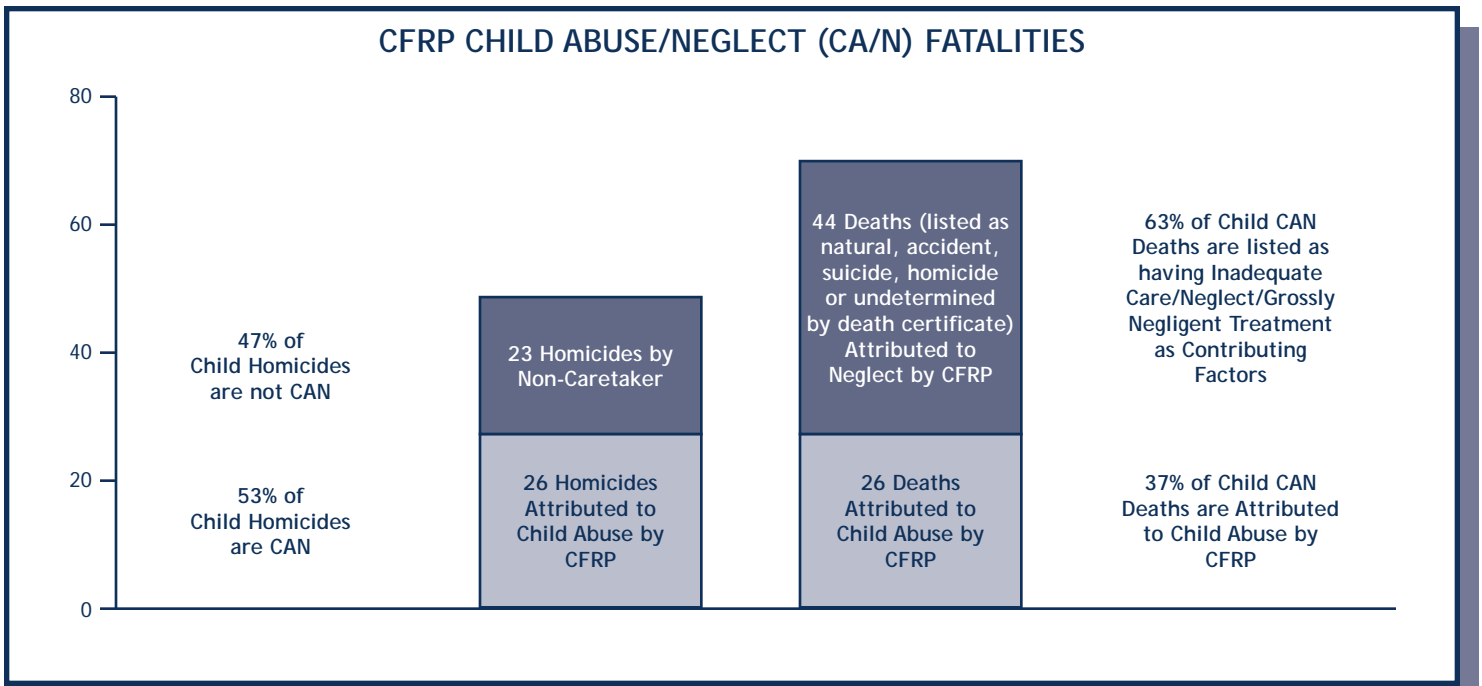 CFRP CHILD ABUSE/NEGLECT (CA/N) FATALITIES
80
60
40
20
0
47% of
Child Homicides
are not CAN
53% of
Child Homicides
are CAN
23 Homicides by
Non-Caretaker
26 Homicides
Attributed to
Child Abuse by
CFRP
44 Deaths (listed as
natural, accident,
suicide, homicide
or undetermined
by death certificate)
Attributed to
Neglect by CFRP
26 Deaths
Attributed to
Child Abuse by
CFRP
63% of Child CAN
Deaths are listed as
having Inadequate
Care/Neglect/Grossly
Negligent Treatment
as Contributing
Factors
37% of Child CAN
Deaths are Attributed
to Child Abuse by
CFRP